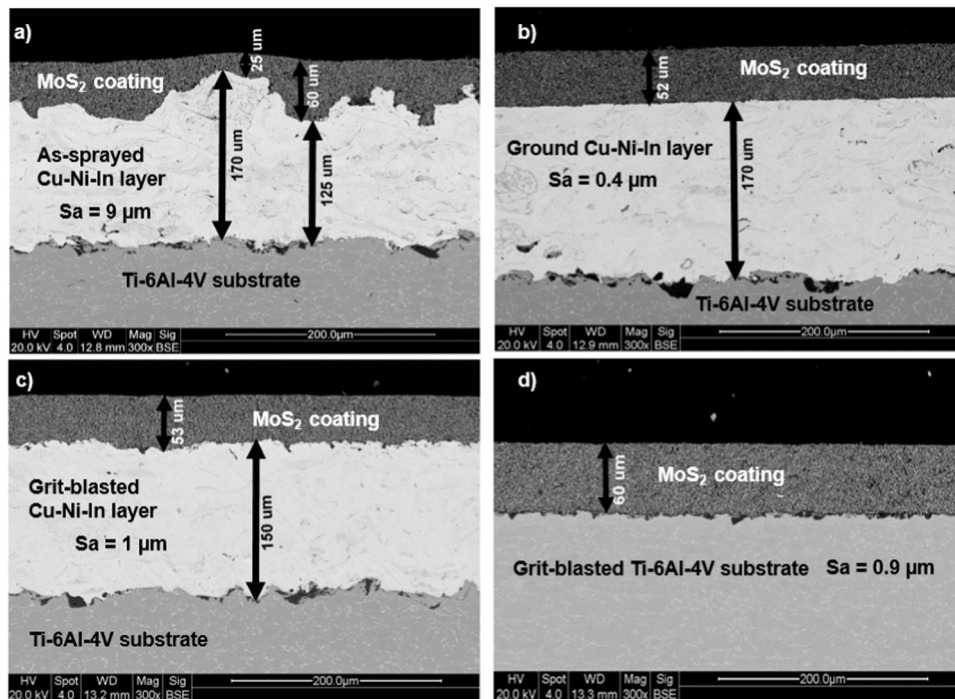 a)
25 um
MoS₂ coating
60 um
As-sprayed
Cu-Ni-In layer
170 um
125 um
Sa = 9 µm
Ti-6Al-4V substrate
HV Spot WD Mag Sig
20.0 kV 4.0 12.8 mm 300x BSE
200.0µm
b)
MoS₂ coating
52 um
Ground Cu-Ni-In layer
170 um
Sa = 0.4 µm
Ti-6Al-4V substrate
HV Spot WD Mag Sig
20.0 kV 4.0 12.9 mm 300x BSE
200.0µm
c)
53 um
MoS₂ coating
Grit-blasted
Cu-Ni-In layer
150 um
Sa = 1 µm
Ti-6Al-4V substrate
HV Spot WD Mag Sig
20.0 kV 4.0 13.2 mm 300x BSE
200.0µm
d)
60 um
MoS₂ coating
Grit-blasted Ti-6Al-4V substrate Sa = 0.9 µm
HV Spot WD Mag Sig
20.0 kV 4.0 13.3 mm 300x BSE
200.0µm